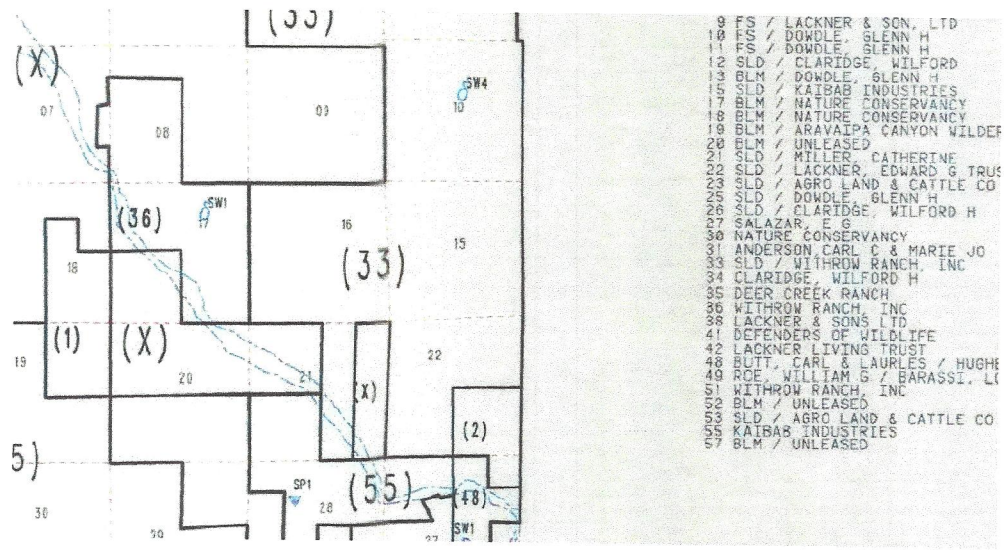 (33)
(X)
SW4
07
08
09
10
(36)
SW1
17
16
15
(33)
18
(1)
(X)
19
20
21
22
(X)
(2)
5)
SP1
(55)
(48)
30
28
SW1
27
29
9 FS / LACKNER & SON, LTD
10 FS / DOWDLE, GLENN H
11 FS / DOWDLE, GLENN H
12 SLD / CLARIDGE, WILFORD
13 BLM / DOWDLE, GLENN H
15 SLD / KAIBAB INDUSTRIES
17 BLM / NATURE CONSERVANCY
18 BLM / NATURE CONSERVANCY
19 BLM / ARAVAIPA CANYON WILDER
20 BLM / UNLEASED
21 SLD / MILLER, CATHERINE
22 SLD / LACKNER, EDWARD G TRUS
23 SLD / AGRO LAND & CATTLE CO
25 SLD / DOWDLE, GLENN H
26 SLD / CLARIDGE, WILFORD H
27 SALAZAR, E G
30 NATURE CONSERVANCY
31 ANDERSON, CARL C & MARIE JO
33 SLD / WITHROW RANCH, INC
34 CLARIDGE, WILFORD H
35 DEER CREEK RANCH
36 WITHROW RANCH, INC
38 LACKNER & SONS LTD
41 DEFENDERS OF WILDLIFE
42 LACKNER LIVING TRUST
48 BUTT, CARL & LAURLES / HUGHE
49 ROE, WILLIAM G / BARASSI, LO
51 WITHROW RANCH, INC
52 BLM / UNLEASED
53 SLD / AGRO LAND & CATTLE CO
55 KAIBAB INDUSTRIES
57 BLM / UNLEASED